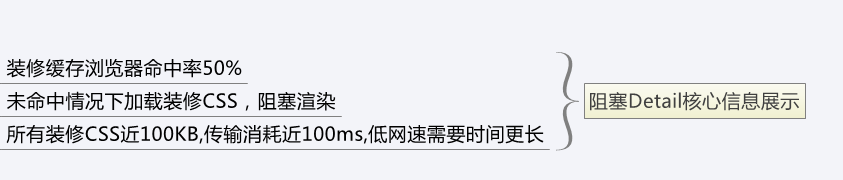 装修缓存浏览器命中率50%
未命中情况下加载装修CSS，阻塞渲染
所有装修CSS近100KB,传输消耗近100ms,低网速需要时间更长
阻塞Detail核心信息展示